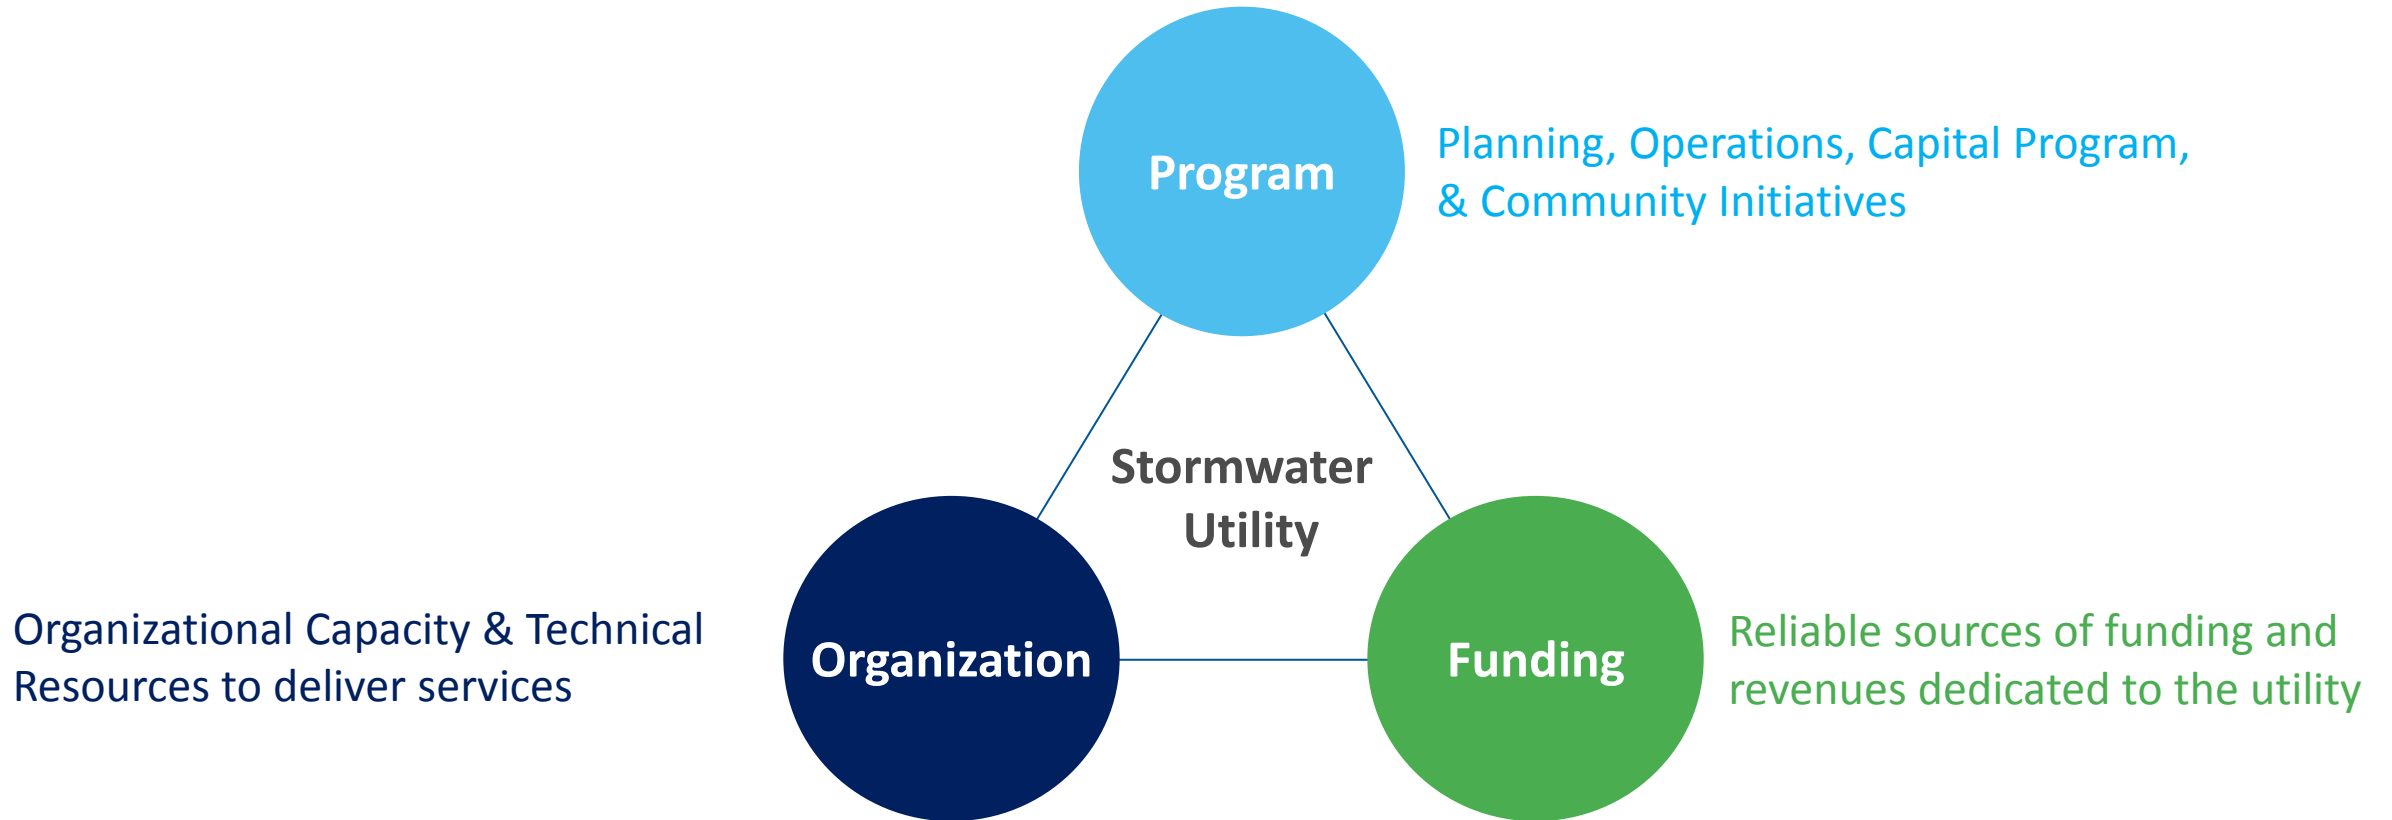 Program
Planning, Operations, Capital Program,
& Community Initiatives
Stormwater
Utility
Organizational Capacity & Technical
Resources to deliver services
Organization
Funding
Reliable sources of funding and
revenues dedicated to the utility